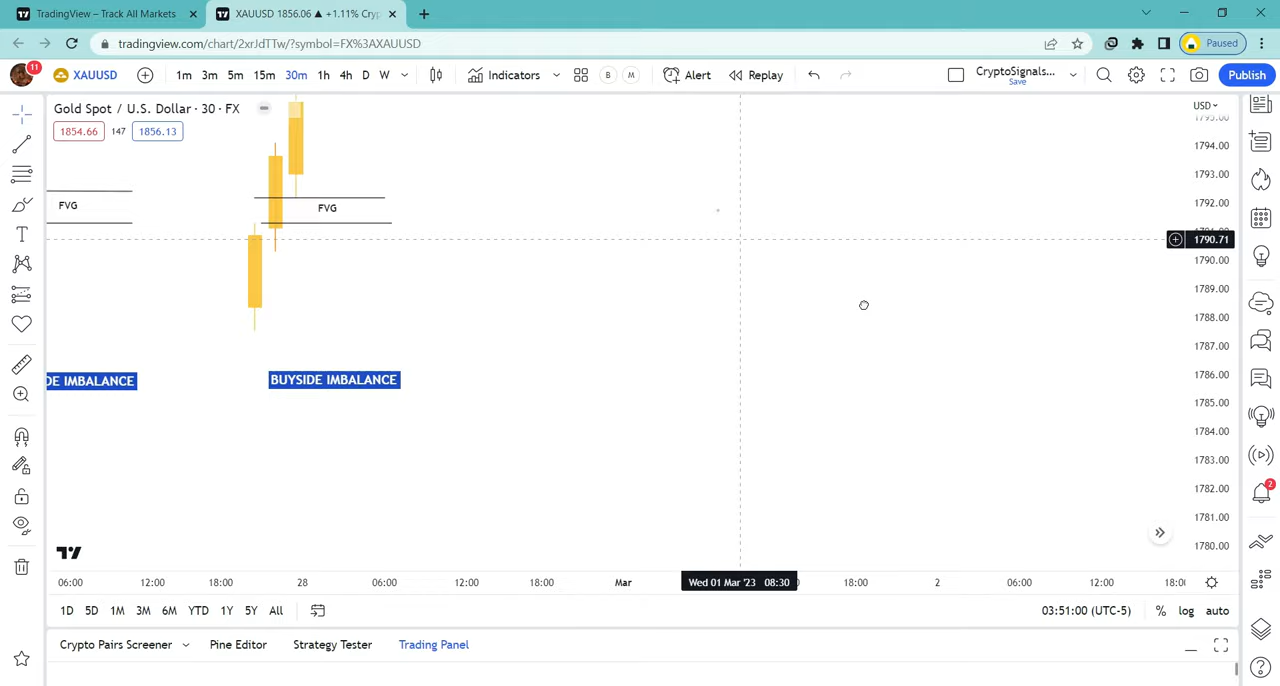 TradingView – Track All Markets
XAUUSD 1856.06 ▲ +1.11% Cry
tradingview.com/chart/2xrJdTTw/?symbol=FX%3AXAUUSD
Paused
11
XAUUSD
1m 3m 5m 15m 30m 1h 4h D W
Indicators
B M
Alert
Replay
CryptoSignals...
Save
Publish
Gold Spot / U.S. Dollar · 30 · FX
USD
1854.66 147 1856.13
1795.00
1794.00
1793.00
1792.00
1791.00
1790.71
1790.00
1789.00
1788.00
1787.00
1786.00
1785.00
1784.00
1783.00
1782.00
1781.00
1780.00
FVG
FVG
DE IMBALANCE
BUYSIDE IMBALANCE
2
06:00 12:00 18:00 28 06:00 12:00 18:00 Mar Wed 01 Mar '23 08:30 18:00 2 06:00 12:00 18:00
1D 5D 1M 3M 6M YTD 1Y 5Y All
03:51:00 (UTC-5) % log auto
Crypto Pairs Screener Pine Editor Strategy Tester Trading Panel